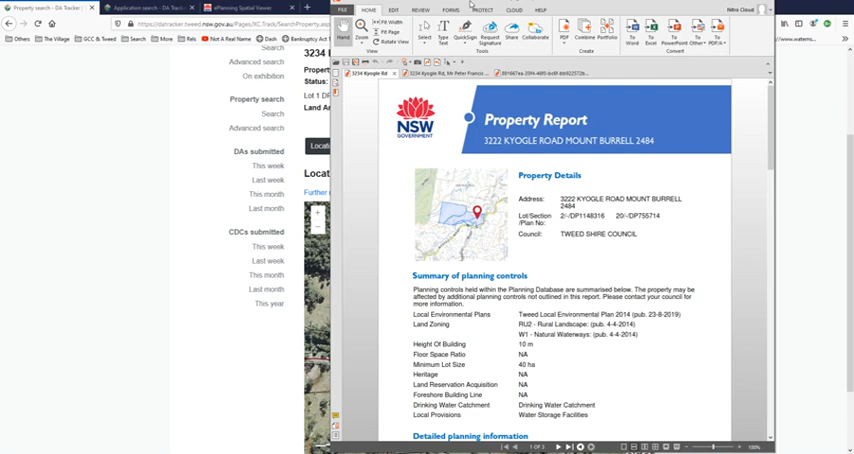 Property search - DA Tracker
Application search - DA Tracker
ePlanning Spatial Viewer
https://datracker.tweed.nsw.gov.au/Pages/XC.Track/SearchProperty.aspx
Others
The Village
GCC & Tweed
Search
Tree
Not A Real Name
Dash
Search
Advanced search
On exhibition
Property search
Search
Advanced search
DAs submitted
This week
Last week
This month
Last month
CDCs submitted
This week
Last week
This month
Last month
This year
3234
Status:
Lot 1
Land
Further
FILE HOME EDIT REVIEW FORMS PROTECT CLOUD HELP
Nitro Cloud
Hand
Zoom
Fit Width
Fit Page
Rotate View
Select
Type Text
QuickSign
Request Signature
Share
Collaborate
Tools
PDF
Combine
Portfolio
Create
To Word
To Excel
To PowerPoint
To Other
To PDF/A
Convert
3234 Kyogle Rd
3234 Kyogle Rd, Mr Peter Francis ...
NSW
GOVERNMENT
Property Report
3222 KYOGLE ROAD MOUNT BURRELL 2484
Property Details
Address: 3222 KYOGLE ROAD MOUNT BURRELL
2484
Lot/Section 2/-/DP1148316 20/-/DP755714
/Plan No:
Council: TWEED SHIRE COUNCIL
Summary of planning controls
Planning controls held within the Planning Database are summarised below. The property may be
affected by additional planning controls not outlined in this report. Please contact your council for
more information.
Local Environmental Plans Tweed Local Environmental Plan 2014 (pub. 23-8-2019)
Land Zoning RU2 - Rural Landscape: (pub. 4-4-2014)
W1 - Natural Waterways: (pub. 4-4-2014)
Height Of Building 10 m
Floor Space Ratio NA
Minimum Lot Size 40 ha
Heritage NA
Land Reservation Acquisition NA
Foreshore Building Line NA
Drinking Water Catchment Drinking Water Catchment
Local Provisions Water Storage Facilities
Detailed planning information
1 OF 3
100%